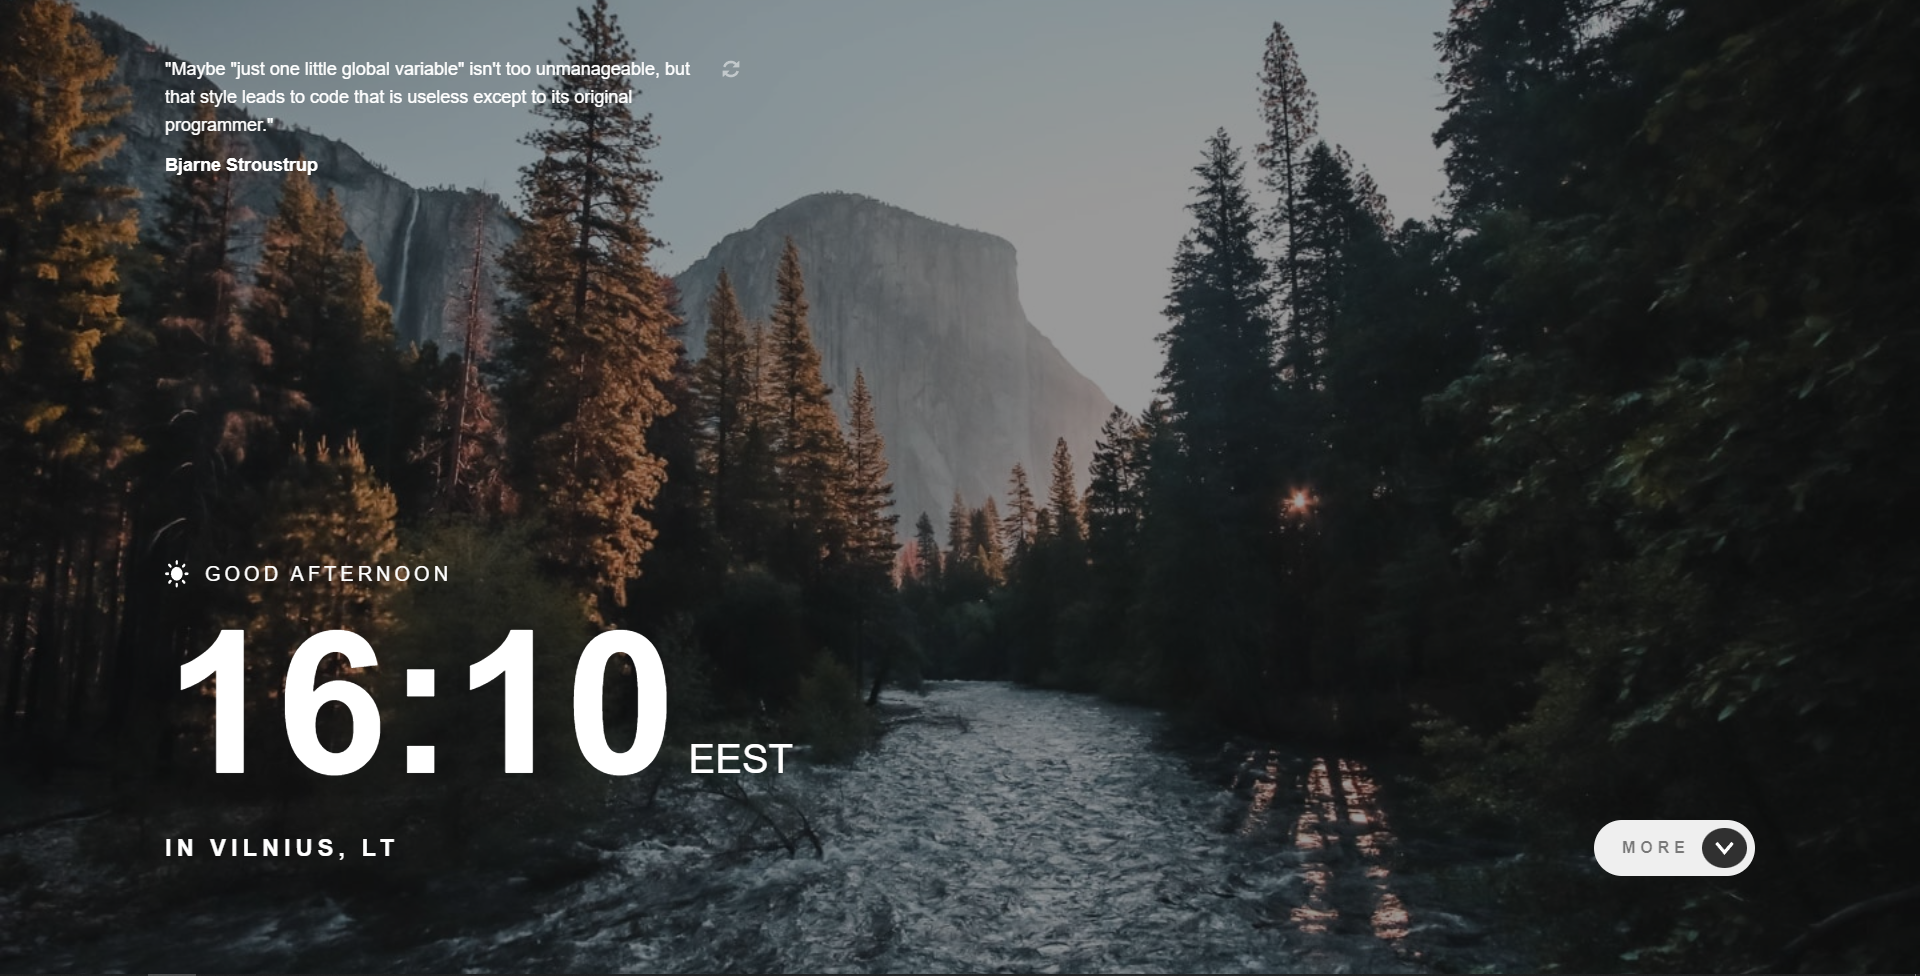 "Maybe "just one little global variable" isn't too unmanageable, but
that style leads to code that is useless except to its original
programmer."
Bjarne Stroustrup
GOOD AFTERNOON
16:10 EEST
IN VILNIUS, LT
MORE